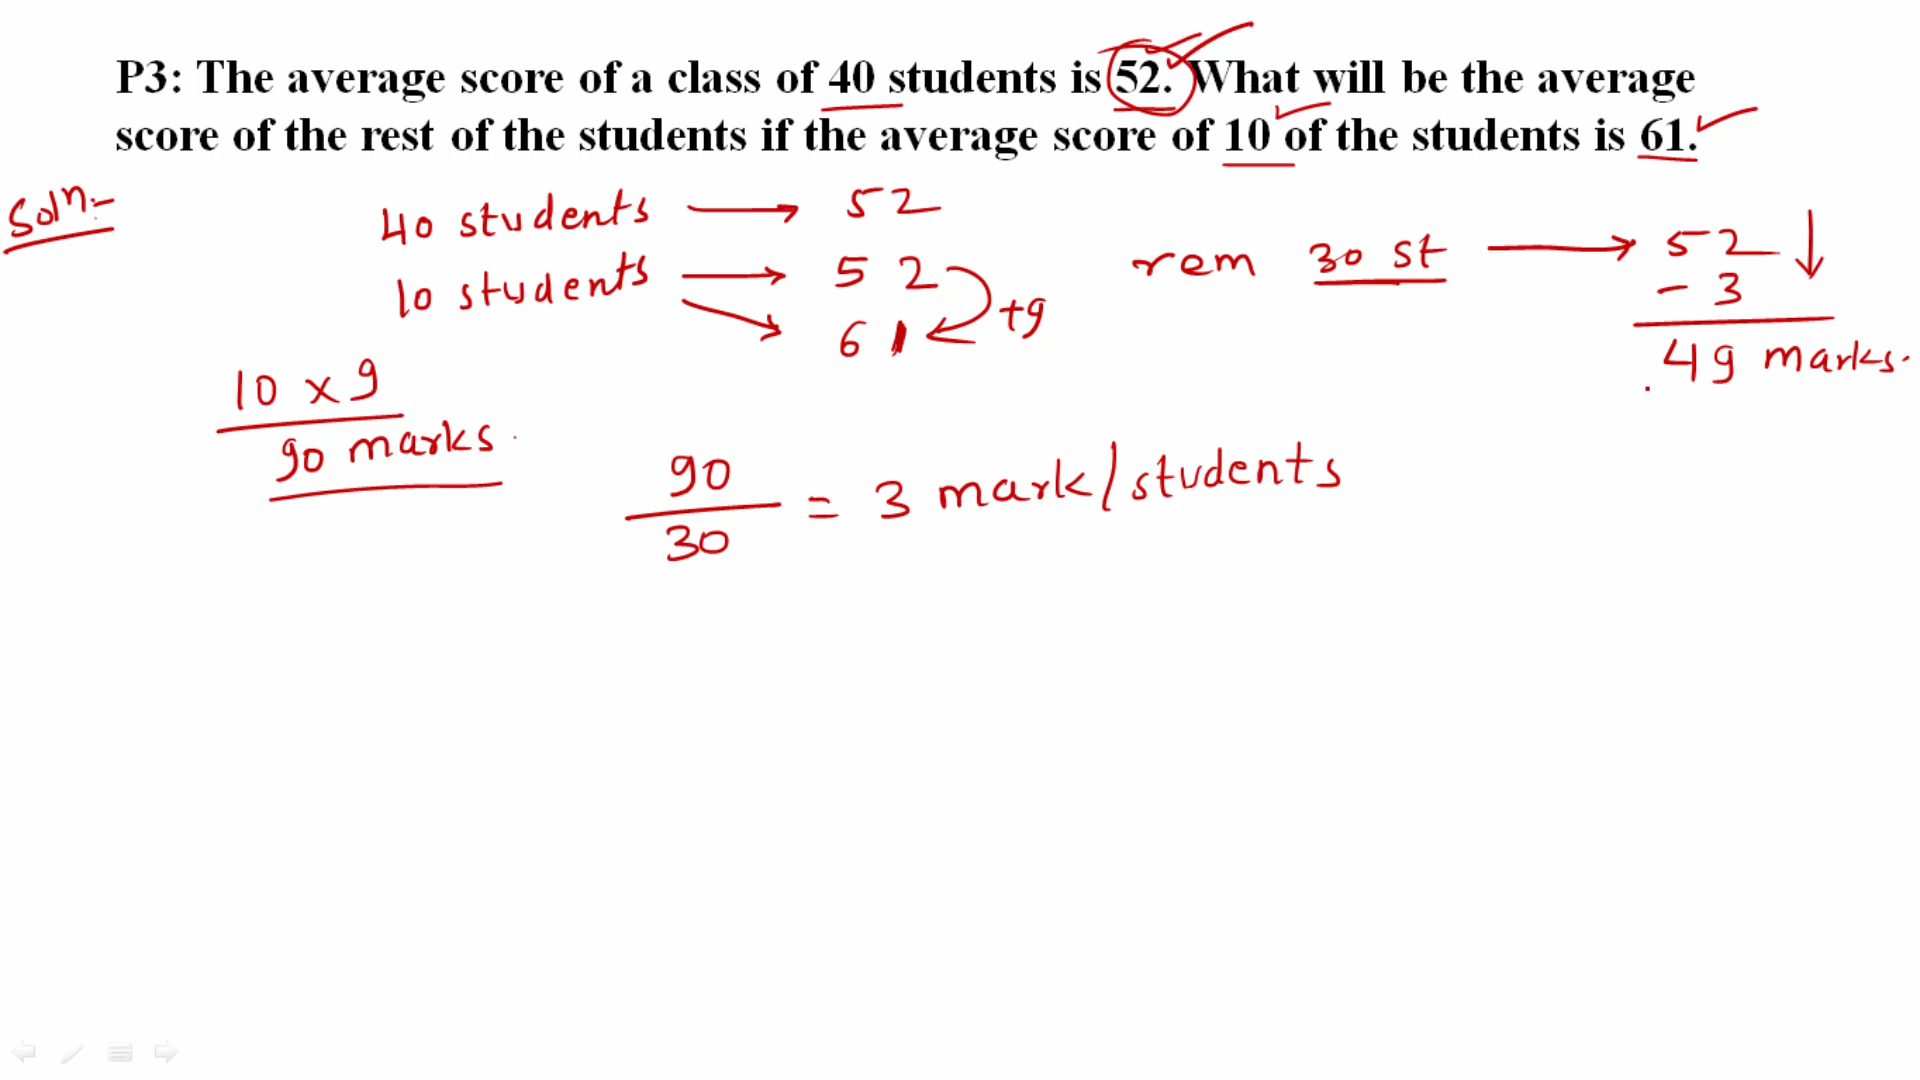 P3: The average score of a class of 40 students is 52. What will be the average
score of the rest of the students if the average score of 10 of the students is 61.
Soln:-
40 students → 52
10 students → 52
61
+9
rem 30 st → 52 ↓
- 3
49 marks.
10 x 9
90 marks.
90
30
= 3 mark/students